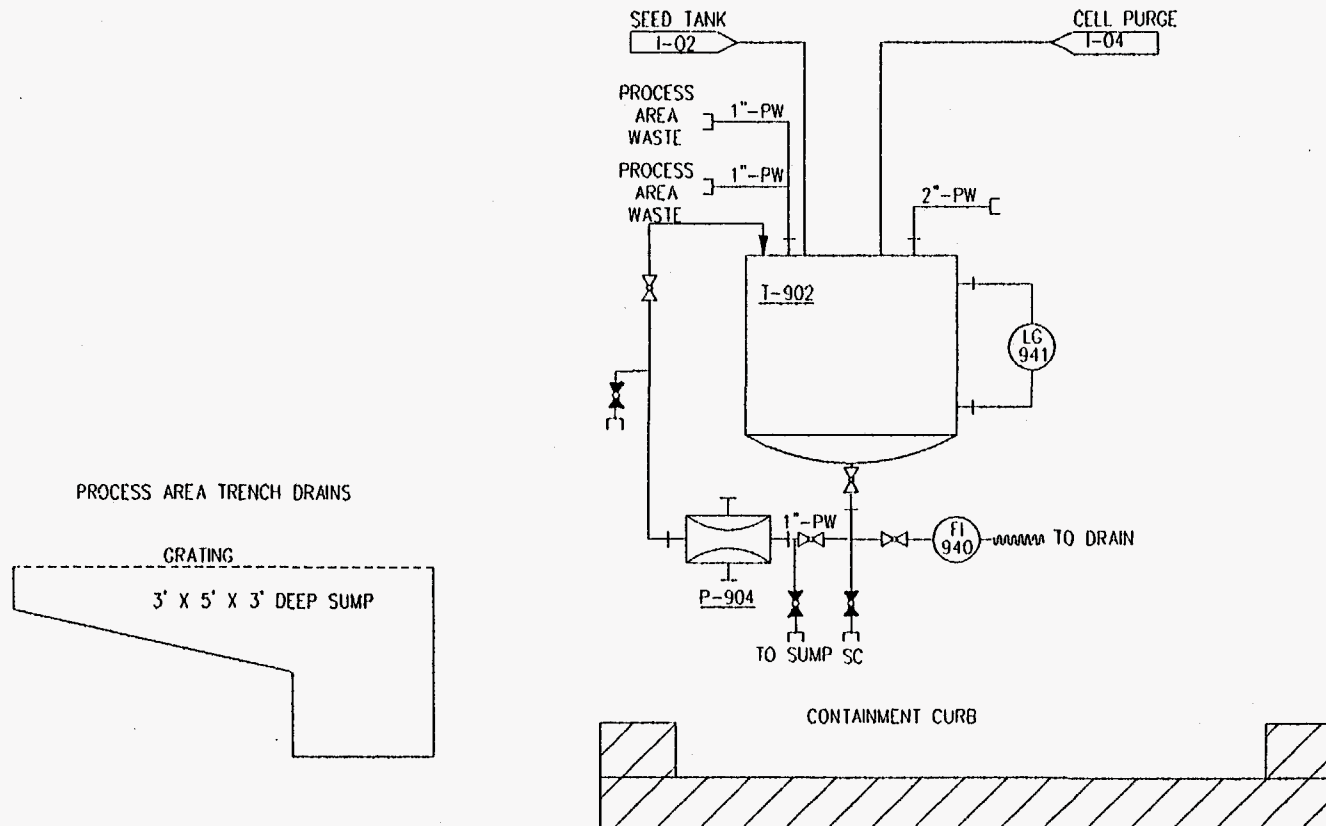 SEED TANK
I-02
CELL PURGE
I-04
PROCESS
AREA
WASTE
1"-PW
PROCESS
AREA
WASTE
1"-PW
2"-PW
T-902
LG
941
PROCESS AREA TRENCH DRAINS
GRATING
3' X 5' X 3' DEEP SUMP
1"-PW
FI
940
TO DRAIN
P-904
TO SUMP
SC
CONTAINMENT CURB